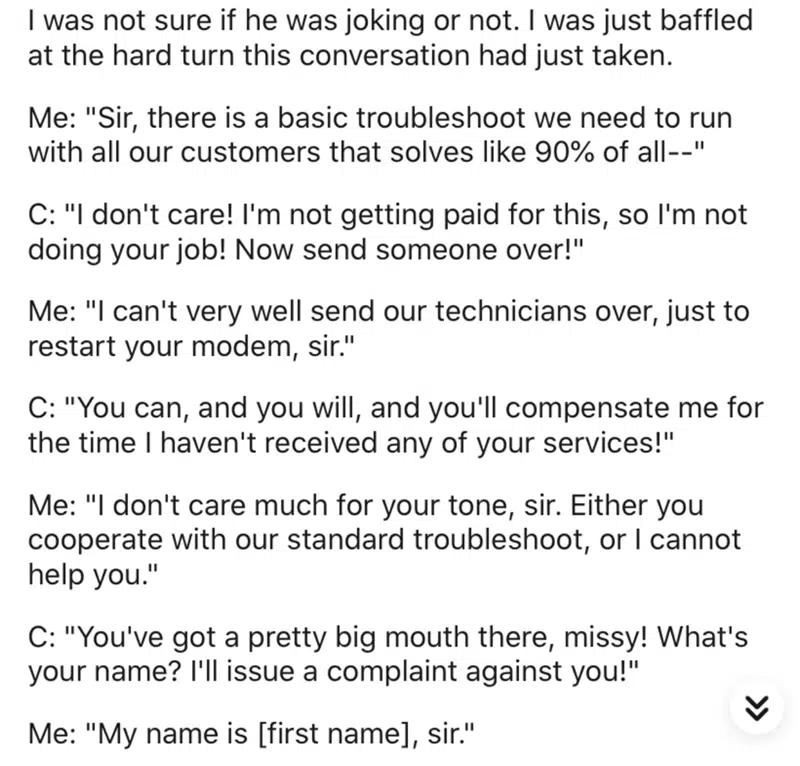 I was not sure if he was joking or not. I was just baffled
at the hard turn this conversation had just taken.
Me: "Sir, there is a basic troubleshoot we need to run
with all our customers that solves like 90% of all--"
C: "I don't care! I'm not getting paid for this, so I'm not
doing your job! Now send someone over!"
Me: "I can't very well send our technicians over, just to
restart your modem, sir."
C: "You can, and you will, and you'll compensate me for
the time I haven't received any of your services!"
Me: "I don't care much for your tone, sir. Either you
cooperate with our standard troubleshoot, or I cannot
help you."
C: "You've got a pretty big mouth there, missy! What's
your name? I'll issue a complaint against you!"
Me: "My name is [first name], sir."